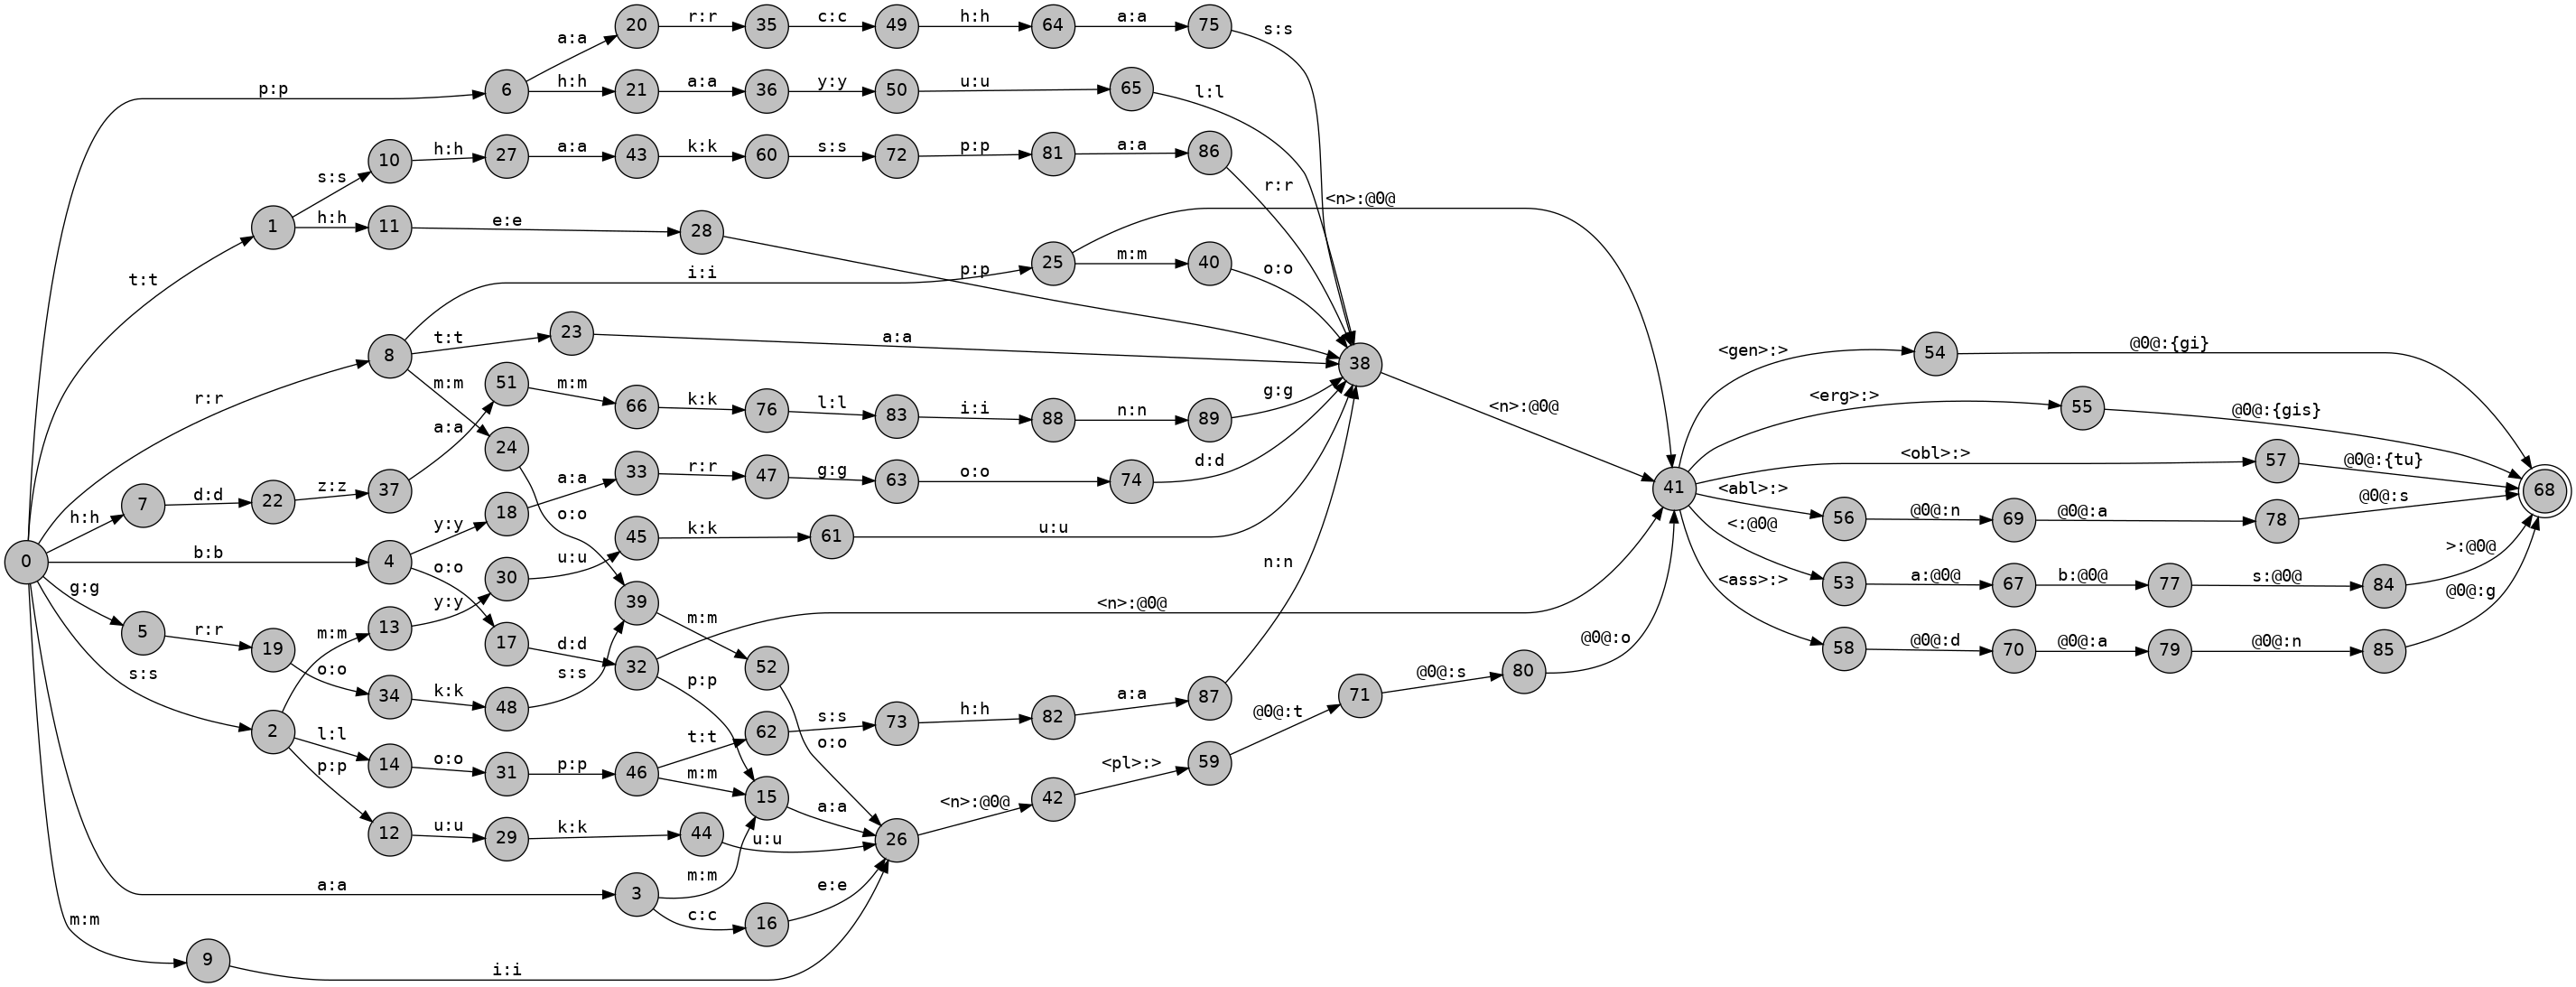 20 r:r 35 c:c 49 h:h 64 a:a 75 s:s
a:a
p:p 6 h:h 21 a:a 36 y:y 50 u:u 65 l:l
10 h:h 27 a:a 43 k:k 60 s:s 72 p:p 81 a:a 86 r:r
s:s
<n>:@0@
1 h:h 11 e:e 28 p:p
t:t
i:i 25 m:m 40 o:o
8 t:t 23 a:a 38
m:m
r:r
51 m:m 66 k:k 76 l:l 83 i:i 88 n:n 89 g:g
a:a
24 o:o
<n>:@0@ 41
<gen>:> 54 @0@:{gi}
<erg>:> 55 @0@:{gis}
<obl>:> 57 @0@:{tu}
68
h:h 7 d:d 22 z:z 37
18 a:a 33 r:r 47 g:g 63 o:o 74 d:d
y:y
<abl>:> 56 @0@:n 69 @0@:a 78 @0@:s
45 k:k 61 u:u
0 b:b 4 o:o
30 u:u
<:@0@ 53 a:@0@ 67 b:@0@ 77 s:@0@ 84 >:@0@
g:g 5 r:r 19 o:o 34 k:k 48 s:s
13 y:y
m:m
39 m:m 52 o:o
17 d:d 32 <n>:@0@
p:p
n:n
<ass>:> 58 @0@:d 70 @0@:a 79 @0@:n 85 @0@:g
s:s 2 l:l 14 o:o 31 p:p 46 t:t 62 s:s 73 h:h 82 a:a 87
m:m 15 a:a
p:p 12 u:u 29 k:k 44 u:u 26 <n>:@0@ 42 <pl>:> 59 @0@:t 71 @0@:s 80 @0@:o
a:a 3 m:m
c:c 16 e:e
m:m 9 i:i